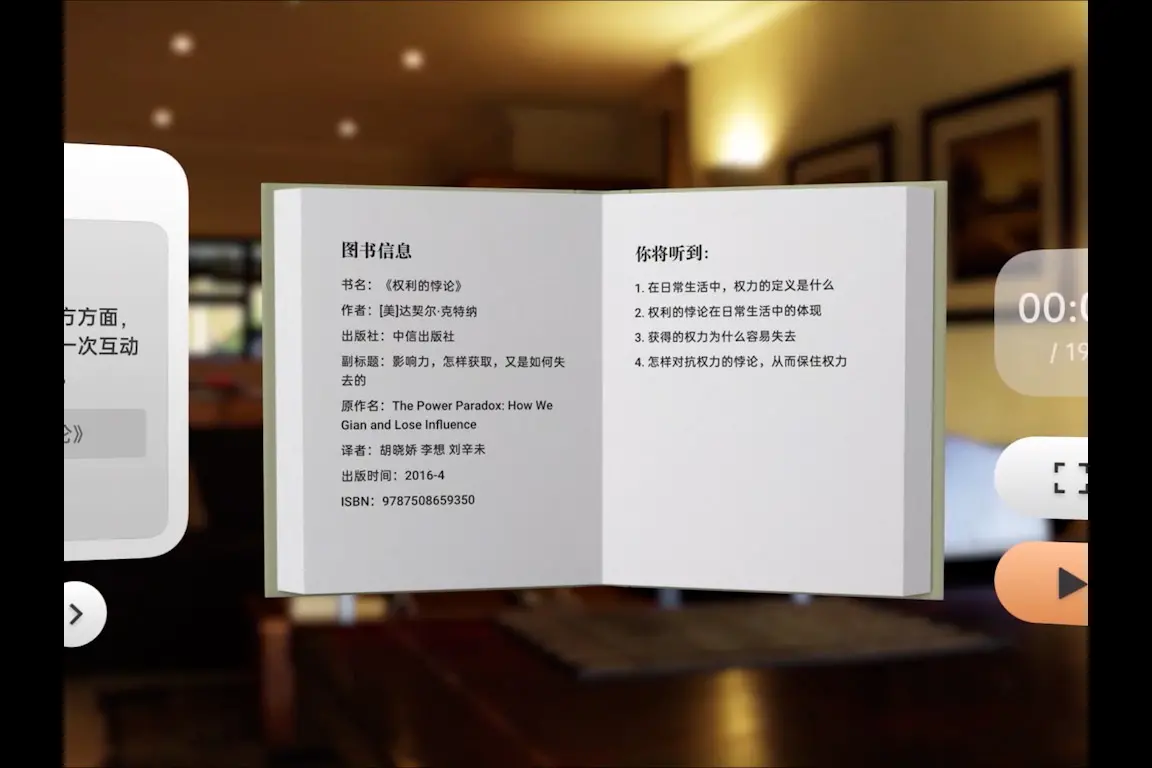 方方面，
一次互动
论》
图书信息
书名：《权利的悖论》
作者：[美]达契尔·克特纳
出版社：中信出版社
副标题：影响力，怎样获取，又是如何失
去的
原作名：The Power Paradox: How We
Gian and Lose Influence
译者：胡晓娇 李想 刘辛未
出版时间：2016-4
ISBN：9787508659350
你将听到：
1. 在日常生活中，权力的定义是什么
2. 权利的悖论在日常生活中的体现
3. 获得的权力为什么容易失去
4. 怎样对抗权力的悖论，从而保住权力
00:
/ 19